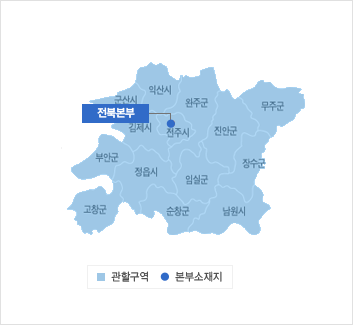 익산시
군산시
완주군
무주군
전북본부
김제시
전주시
진안군
부안군
장수군
정읍시
임실군
고창군
순창군
남원시
관할구역
본부소재지